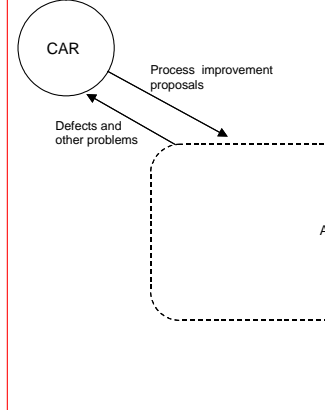 CAR
Process improvement
proposals
Defects and
other problems